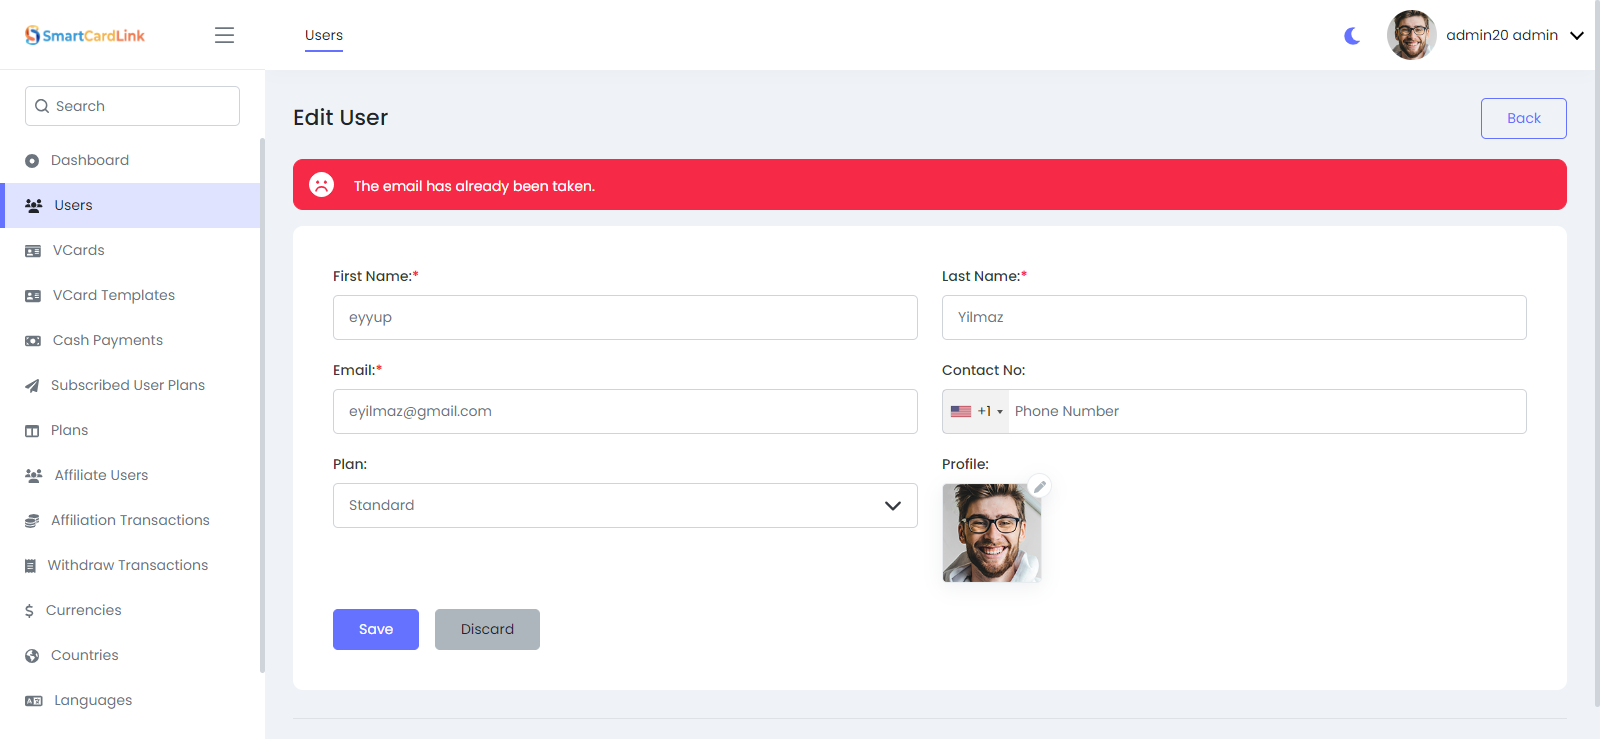 SmartCardLink
Users
admin20 admin
Search
Dashboard
Users
VCards
VCard Templates
Cash Payments
Subscribed User Plans
Plans
Affiliate Users
Affiliation Transactions
Withdraw Transactions
Currencies
Countries
Languages
Edit User
Back
The email has already been taken.
First Name:*
eyyup
Last Name:*
Yilmaz
Email:*
eyilmaz@gmail.com
Contact No:
+1 Phone Number
Plan:
Standard
Profile:
Save
Discard